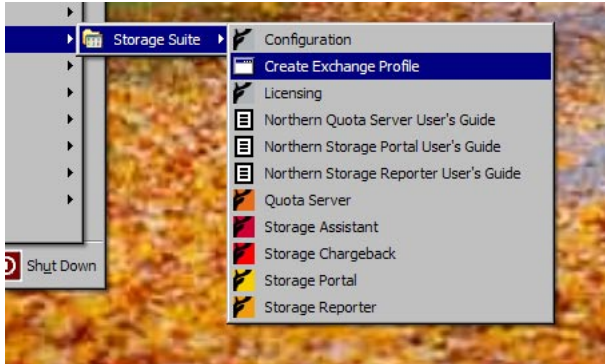 Storage Suite
Configuration
Create Exchange Profile
Licensing
Northern Quota Server User's Guide
Northern Storage Portal User's Guide
Northern Storage Reporter User's Guide
Quota Server
Storage Assistant
Storage Chargeback
Storage Portal
Storage Reporter
Shut Down